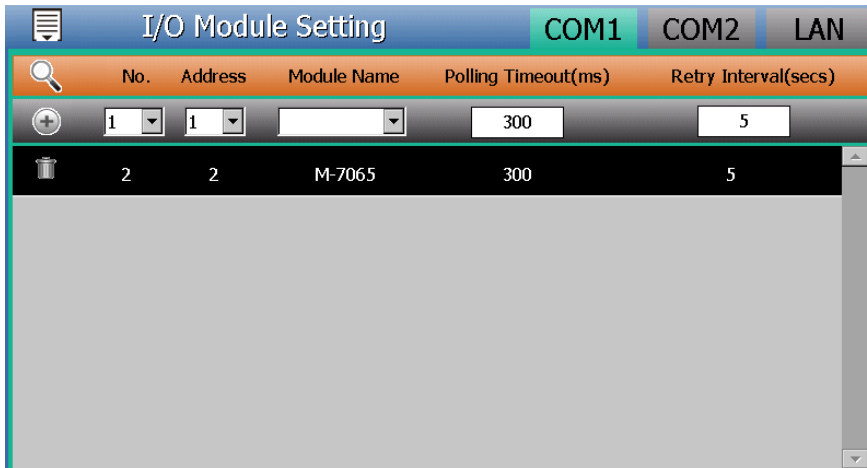 I/O Module Setting COM1 COM2 LAN
No. Address Module Name Polling Timeout(ms) Retry Interval(secs)
1 1 300 5
2 2 M-7065 300 5